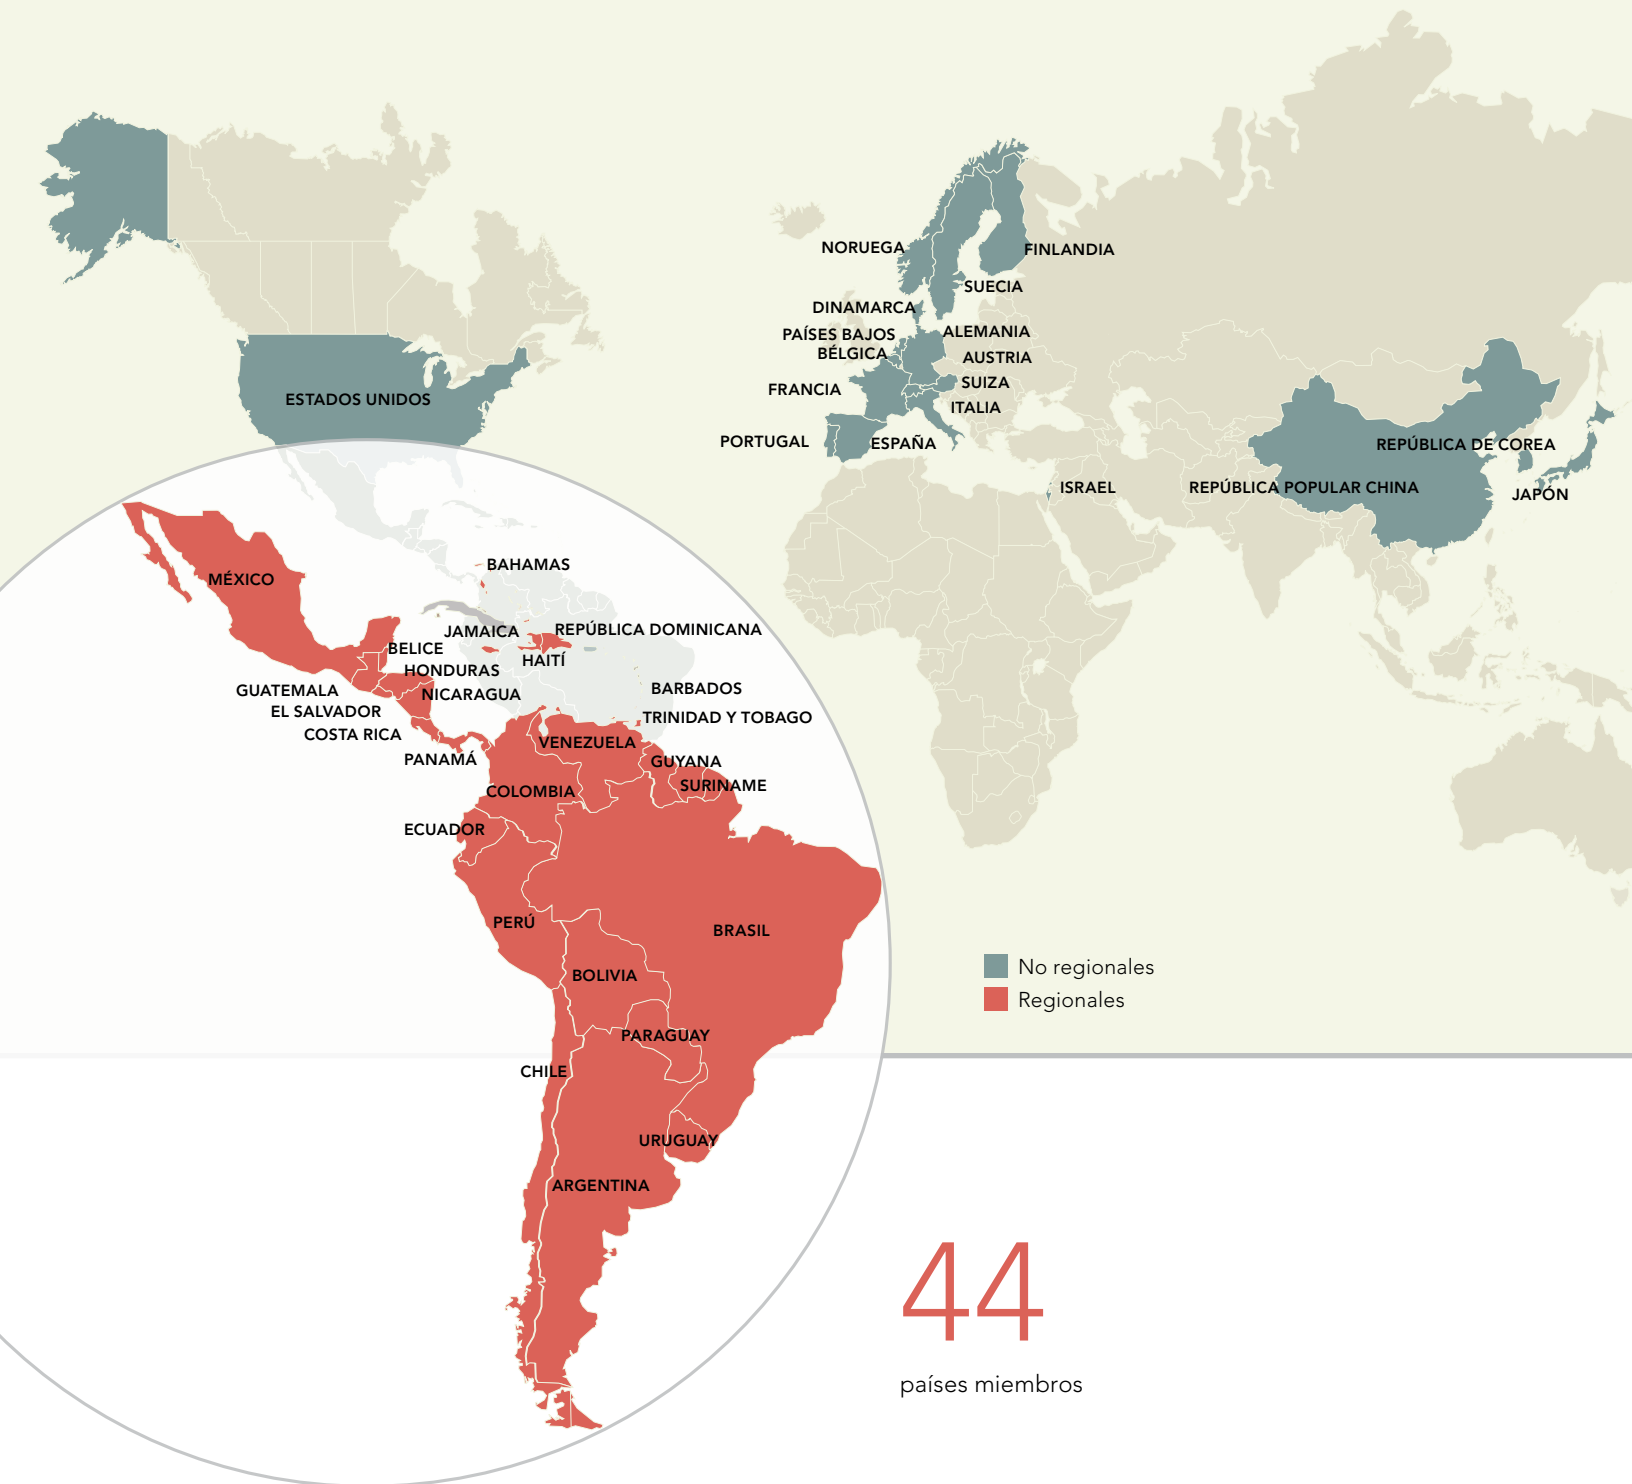 NORUEGA
FINLANDIA
SUECIA
DINAMARCA
ALEMANIA
PAÍSES BAJOS
BÉLGICA
AUSTRIA
SUIZA
FRANCIA
ITALIA
ESTADOS UNIDOS
PORTUGAL
ESPAÑA
REPÚBLICA DE COREA
ISRAEL
REPÚBLICA POPULAR CHINA
JAPÓN
BAHAMAS
MÉXICO
JAMAICA
REPÚBLICA DOMINICANA
BELICE
HAITÍ
HONDURAS
GUATEMALA
NICARAGUA
BARBADOS
EL SALVADOR
TRINIDAD Y TOBAGO
COSTA RICA
VENEZUELA
PANAMÁ
GUYANA
SURINAME
COLOMBIA
ECUADOR
PERÚ
BRASIL
BOLIVIA
No regionales
Regionales
PARAGUAY
CHILE
URUGUAY
ARGENTINA
44
países miembros